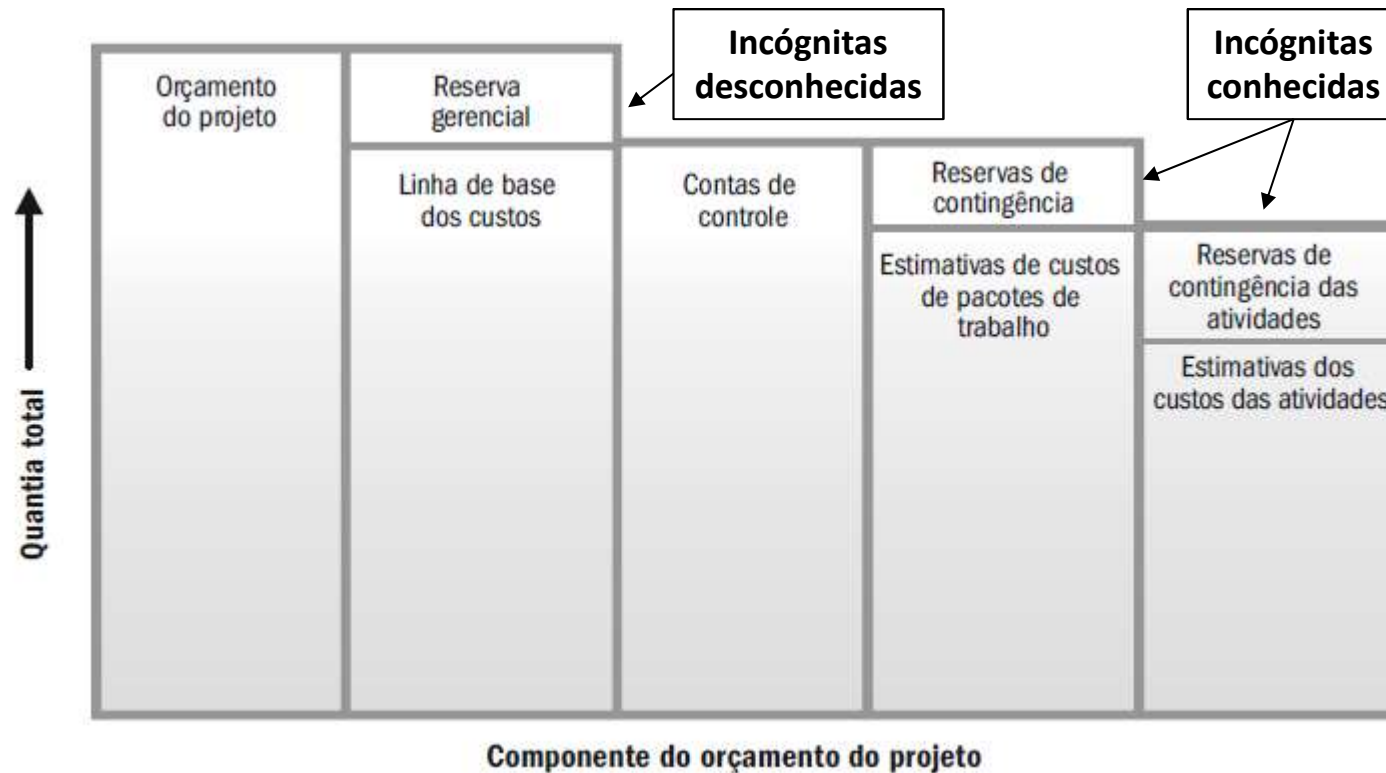 Incógnitas
desconhecidas
Incógnitas
conhecidas
Orçamento
do projeto
Reserva
gerencial
Linha de base
dos custos
Contas de
controle
Reservas de
contingência
Estimativas de custos
de pacotes de
trabalho
Reservas de
contingência das
atividades
Estimativas dos
custos das atividades
Quantia total
Componente do orçamento do projeto